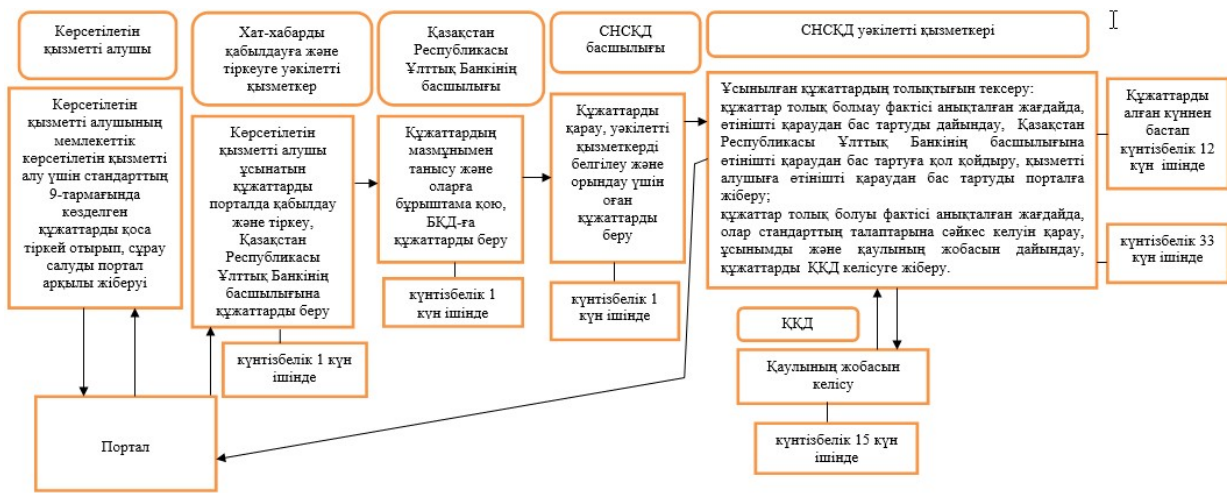 Көрсетілетін
қызметті алушы
Хат-хабарды
қабылдауға және
тіркеуге уәкілетті
қызметкер
Қазақстан
Республикасы
Ұлттық Банкінің
басшылығы
СНСҚД
басшылығы
СНСҚД уәкілетті қызметкері
Көрсетілетін
қызметті алушының
мемлекеттік
көрсетілетін қызметті
алу үшін стандарттың
9-тармағында
көзделген
құжаттарды қоса
тіркей отырып, сұрау
салуды портал
арқылы жіберуі
Көрсетілетін
қызметті алушы
ұсынатын
құжаттарды
порталда қабылдау
және тіркеу,
Қазақстан
Республикасы
Ұлттық Банкінің
басшылығына
құжаттарды беру
күнтізбелік 1 күн
ішінде
Құжаттардың
мазмұнымен
танысу және
оларға
бұрыштама қою,
БҚД-ға
құжаттарды беру
күнтізбелік 1
күн ішінде
Құжаттарды
қарау, уәкілетті
қызметкерді
белгілеу және
орындау үшін
оған
құжаттарды
беру
күнтізбелік 1
күн ішінде
Ұсынылған құжаттардың толықтығын тексеру:
құжаттар толық болмау фактісі анықталған жағдайда,
өтінішті қараудан бас тартуды дайындау, Қазақстан
Республикасы Ұлттық Банкінің басшылығына
өтінішті қараудан бас тартуға қол қойдыру, қызметті
алушыға өтінішті қараудан бас тартуды порталға
жіберу;
құжаттар толық болуы фактісі анықталған жағдайда,
олар стандарттың талаптарына сәйкес келуін қарау,
ұсынымды және қаулының жобасын дайындау,
құжаттарды ҚҚД келісуге жіберу.
Құжаттарды
алған күннен
бастап
күнтізбелік 12
күн ішінде
күнтізбелік 33
күн ішінде
ҚҚД
Қаулының жобасын
келісу
күнтізбелік 15 күн
ішінде
Портал